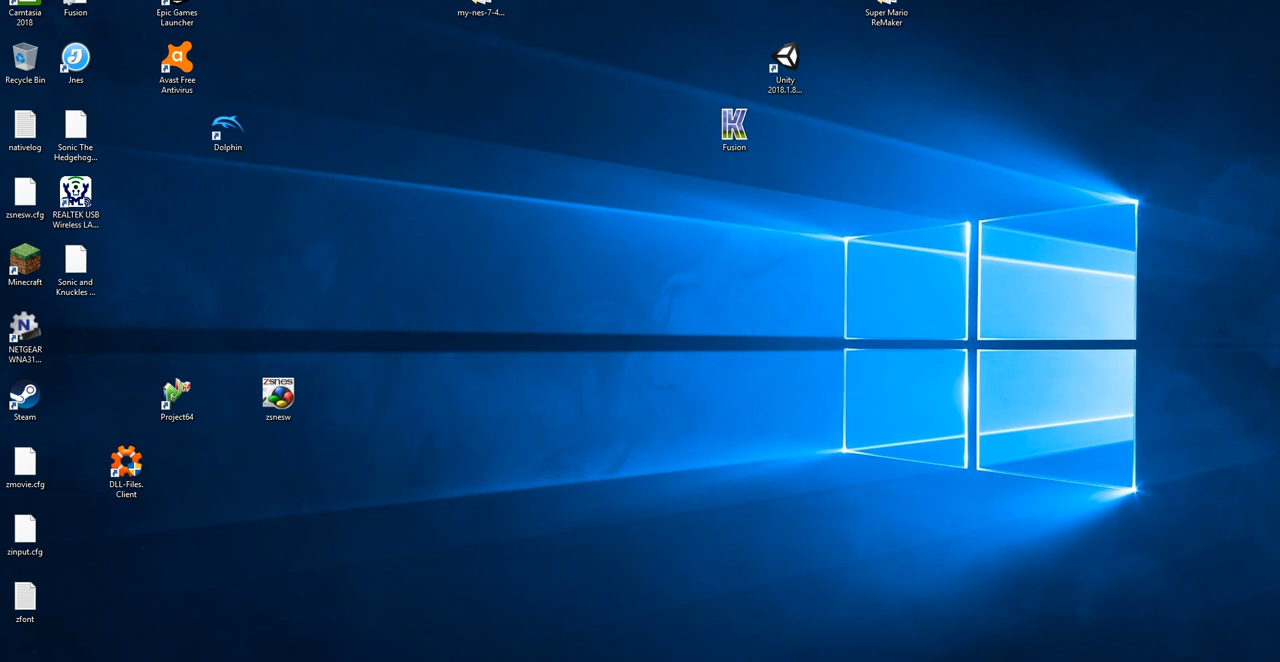 Camtasia
2018
Fusion
Epic Games
Launcher
my-nes-7-4...
Super Mario
ReMaker
Recycle Bin
Jnes
Avast Free
Antivirus
Unity
2018.1.8...
nativelog
Sonic The
Hedgehog...
Dolphin
Fusion
zsnesw.cfg
REALTEK USB
Wireless LA...
Minecraft
Sonic and
Knuckles ...
NETGEAR
WNA31...
Steam
Project64
zsnes
zsnesw
zmovie.cfg
DLL-Files.
Client
zinput.cfg
zfont